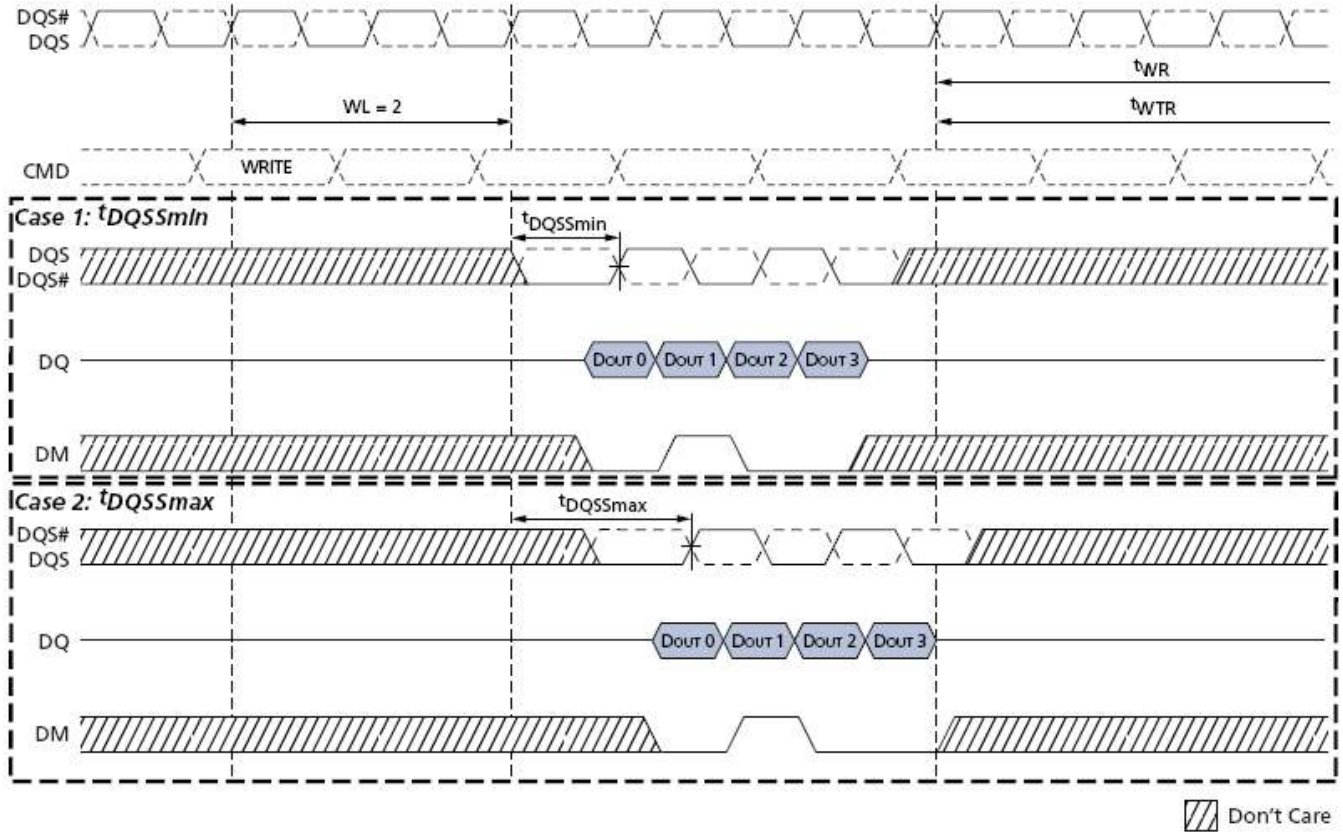 DQS#
DQS
tWR
WL = 2
tWTR
CMD
WRITE
Case 1: tDQSSmin
tDQSSmin
DQS
DQS#
DQ
DOUT 0 DOUT 1 DOUT 2 DOUT 3
DM
Case 2: tDQSSmax
tDQSSmax
DQS#
DQS
DQ
DOUT 0 DOUT 1 DOUT 2 DOUT 3
DM
Don't Care